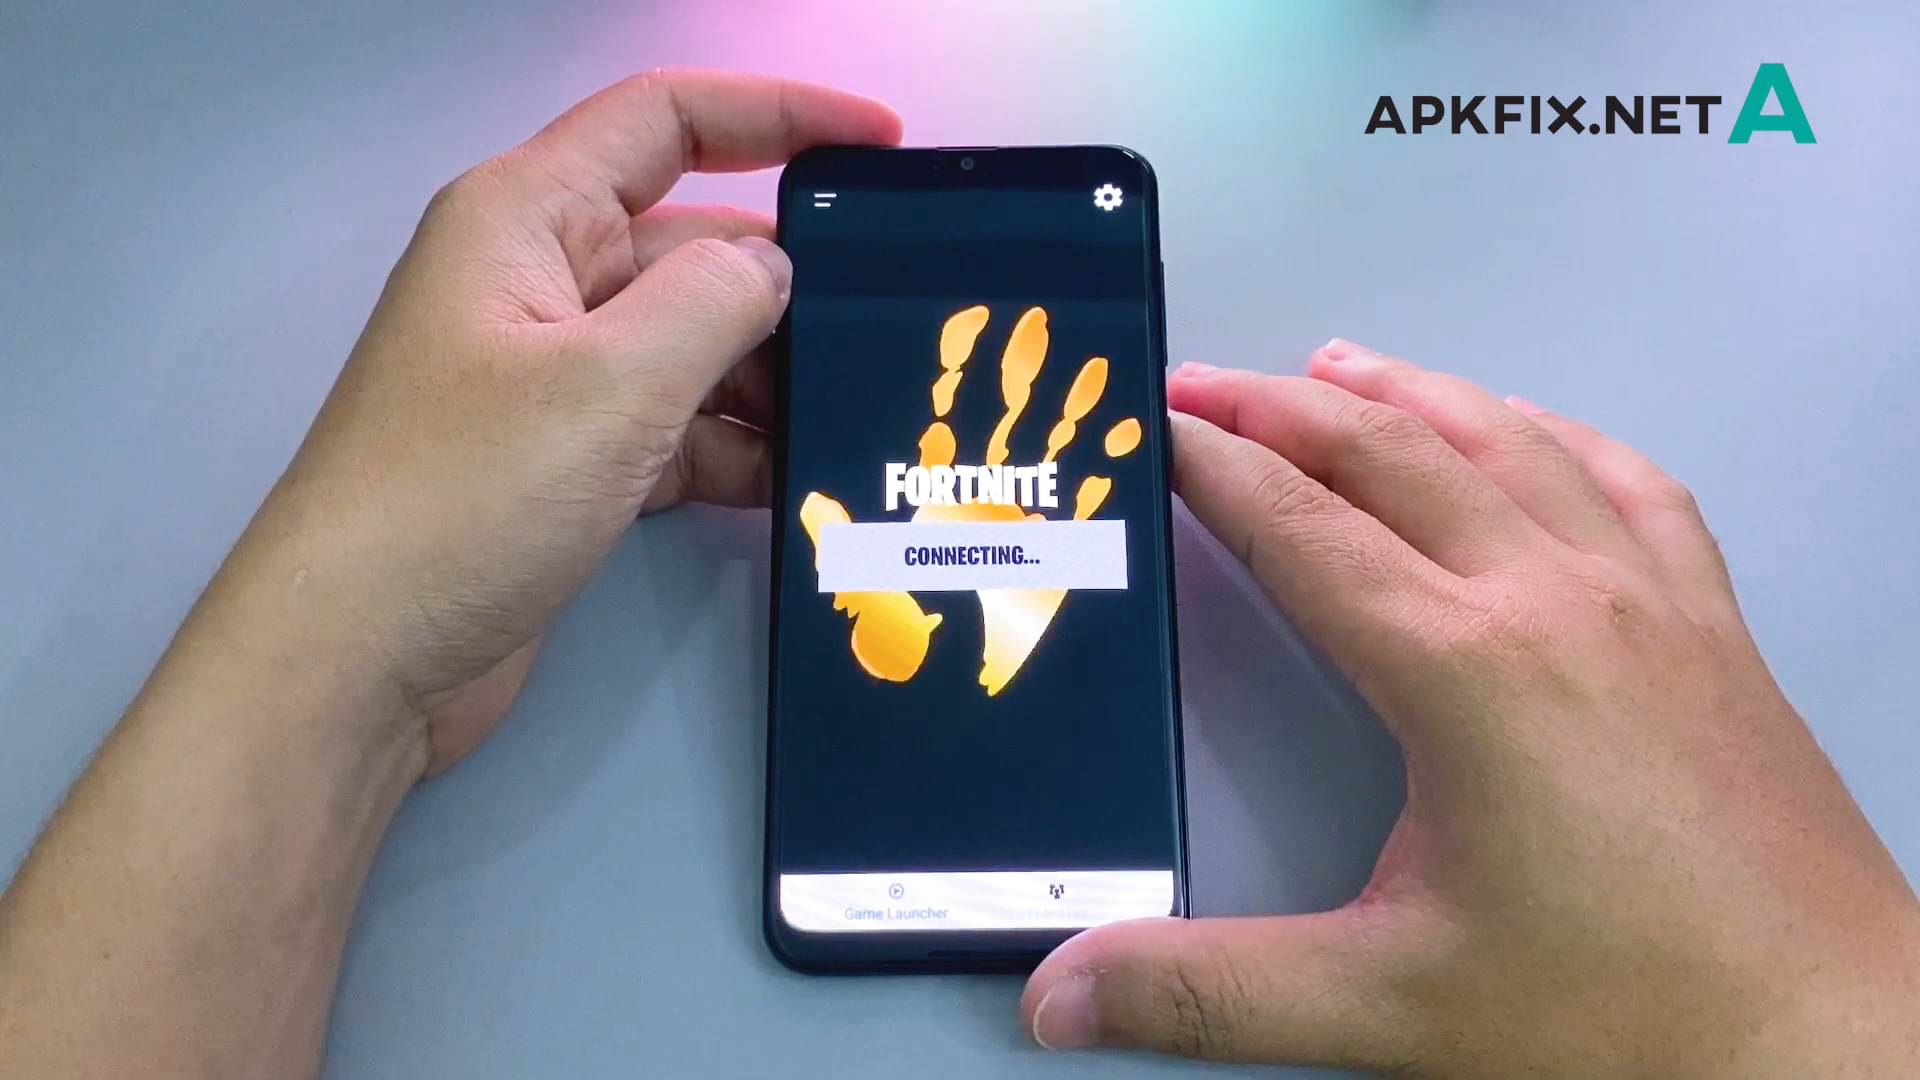 APKFIX.NET A
FORTNITE
CONNECTING...
Game Launcher